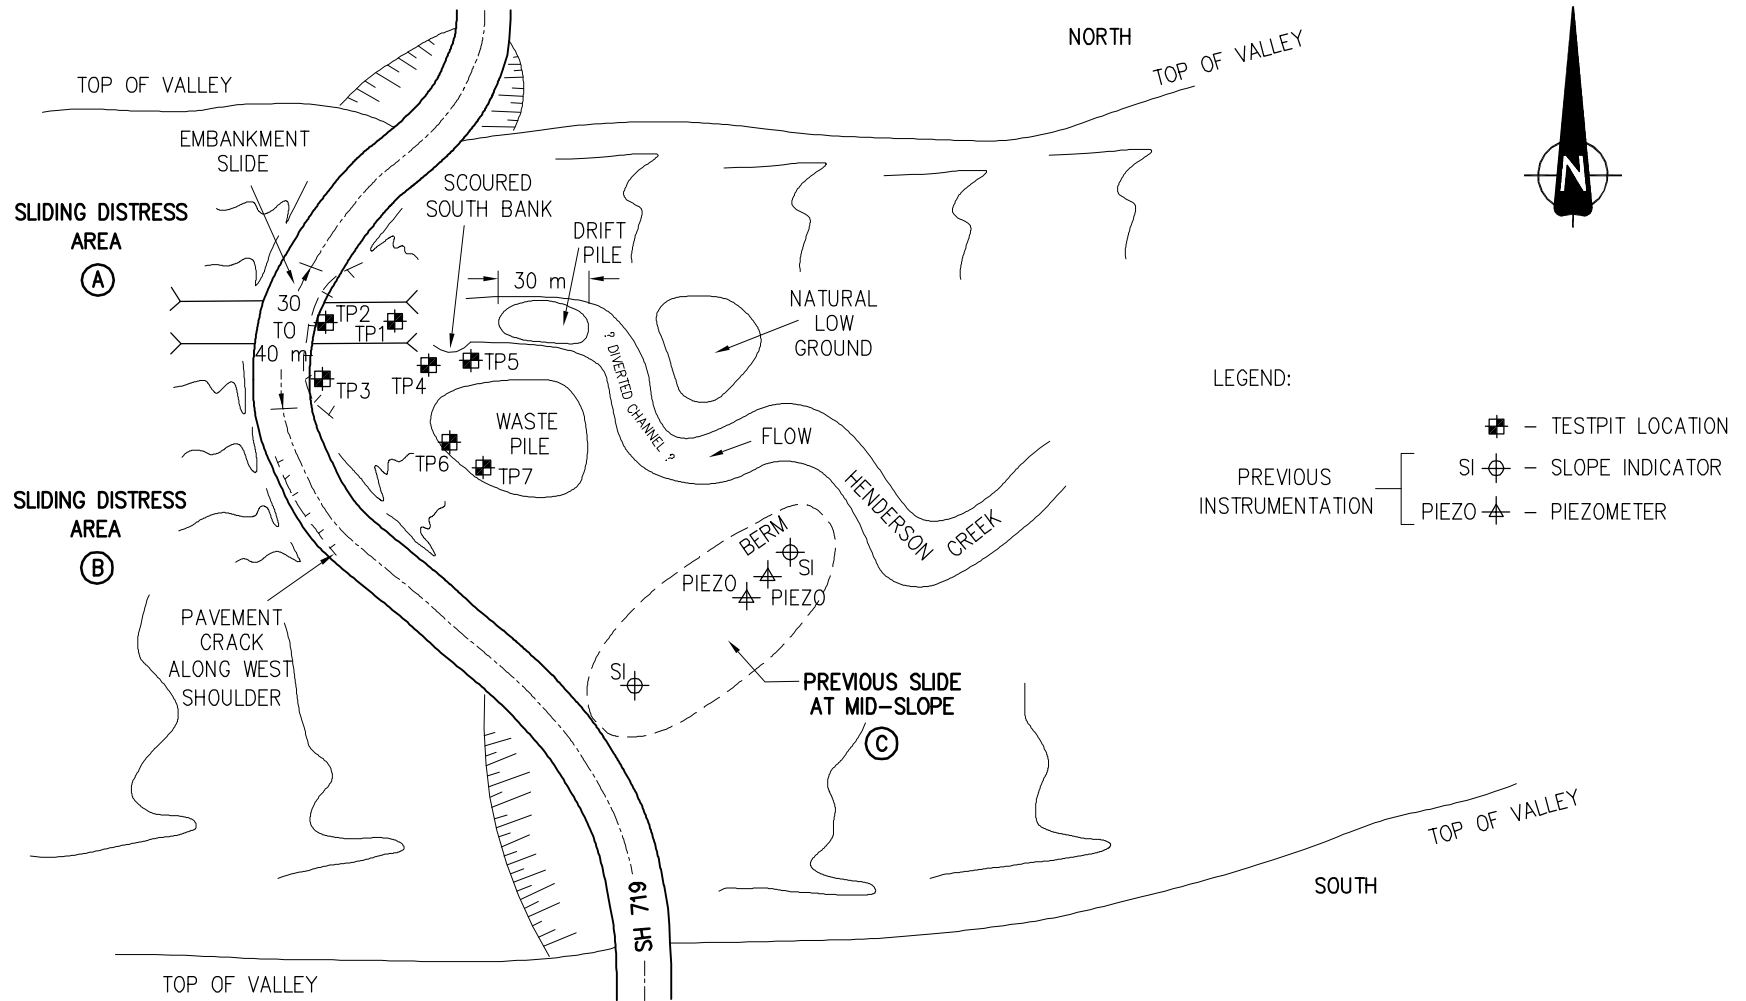 NORTH
TOP OF VALLEY
TOP OF VALLEY
EMBANKMENT
SLIDE
N
SLIDING DISTRESS
AREA
A
SCOURED
SOUTH BANK
DRIFT
PILE
30 m
30
TO
40 m
TP2
TP1
NATURAL
LOW
GROUND
TP5
TP4
TP3
? DIVERTED CHANNEL ?
LEGEND:
WASTE
PILE
FLOW
TP6
TP7
TESTPIT LOCATION
SI – SLOPE INDICATOR
PREVIOUS
INSTRUMENTATION
PIEZO – PIEZOMETER
HENDERSON
CREEK
SLIDING DISTRESS
AREA
B
BERM
SI
PIEZO
PIEZO
PAVEMENT
CRACK
ALONG WEST
SHOULDER
SI
PREVIOUS SLIDE
AT MID–SLOPE
C
TOP OF VALLEY
SOUTH
SH 719
TOP OF VALLEY